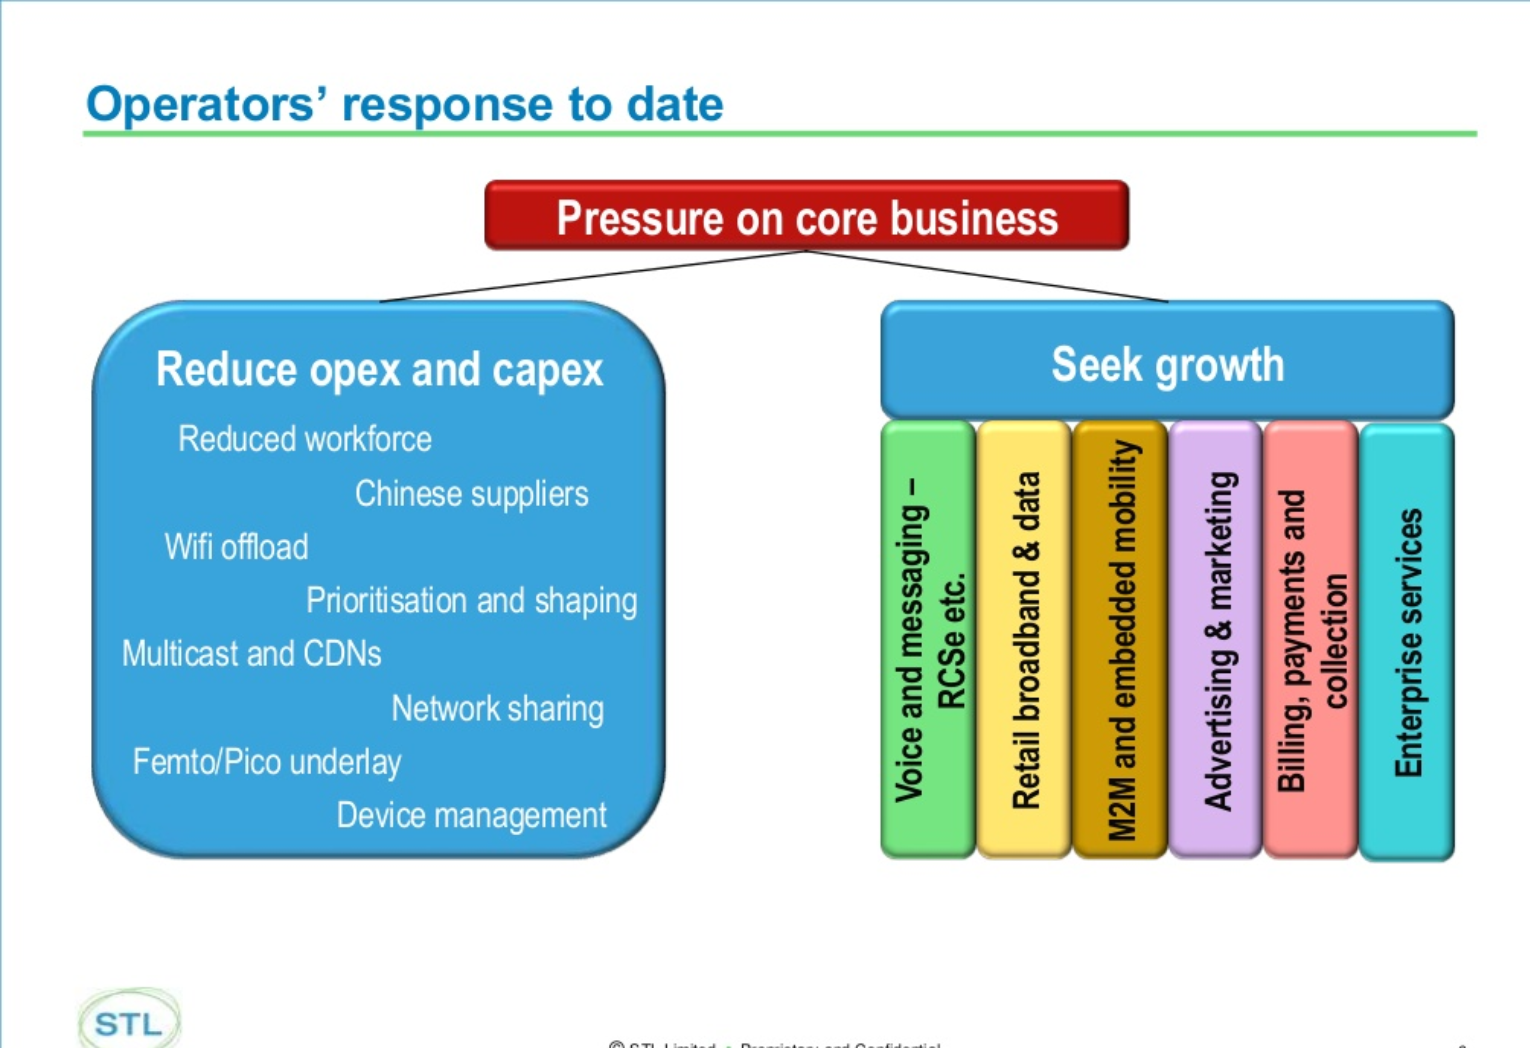 Operators’ response to date
Pressure on core business
Reduce opex and capex
Reduced workforce
Chinese suppliers
Wifi offload
Prioritisation and shaping
Multicast and CDNs
Network sharing
Femto/Pico underlay
Device management
Seek growth
Voice and messaging –
RCSe etc.
Retail broadband & data
M2M and embedded mobility
Advertising & marketing
Billing, payments and
collection
Enterprise services
STL
© STL Limited • Proprietary and Confidential